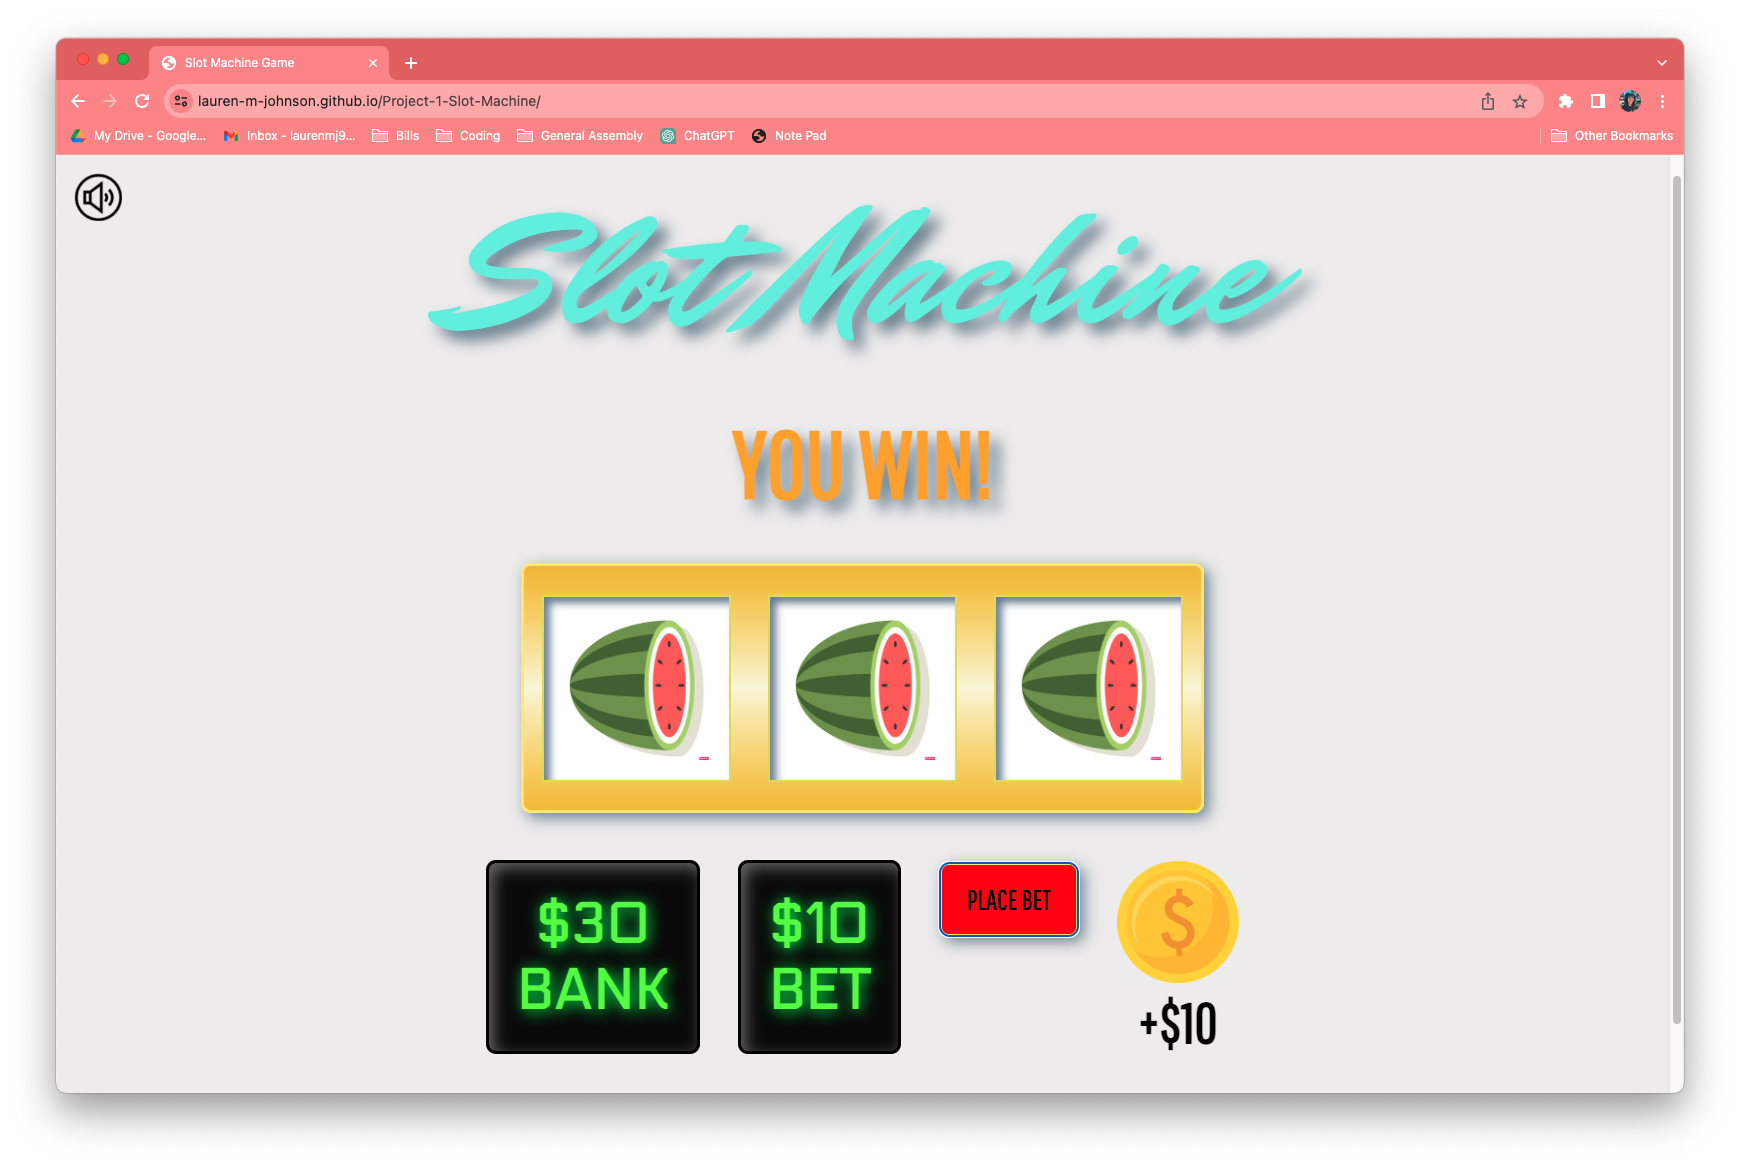 Slot Machine Game
lauren-m-johnson.github.io/Project-1-Slot-Machine/
My Drive - Google... Inbox - laurenmj9... Bills Coding General Assembly ChatGPT Note Pad Other Bookmarks
Slot Machine
YOU WIN!
$30
BANK
$10
BET
PLACE BET
$
+$10